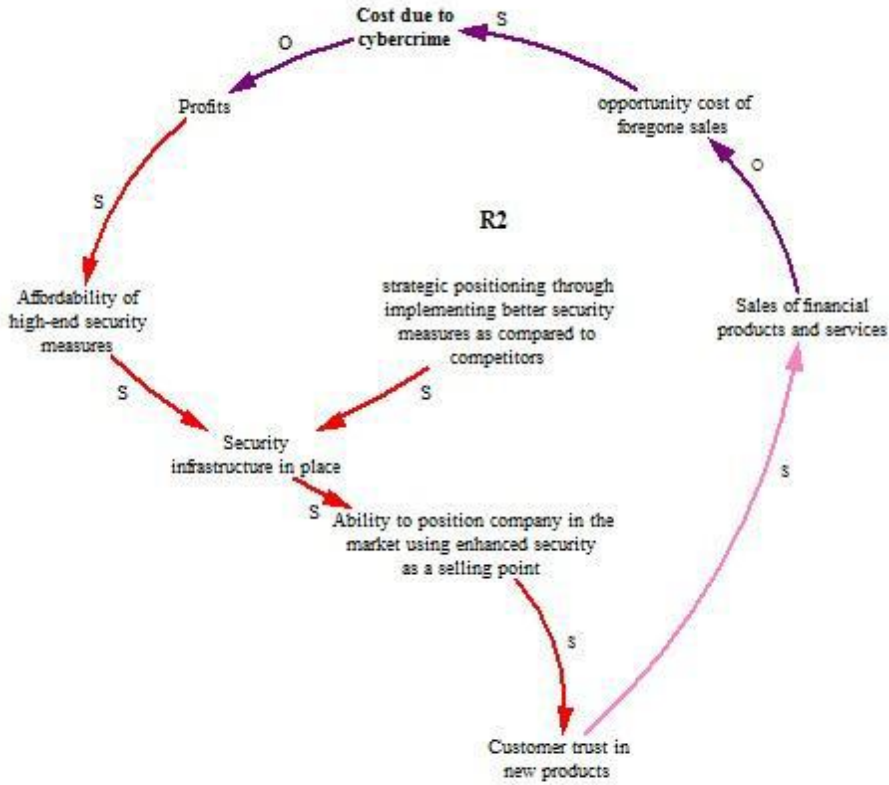 Cost due to
cybercrime
S
O
Profits
opportunity cost of
foregone sales
O
S
R2
Affordability of
high-end security
measures
strategic positioning through
implementing better security
measures as compared to
competitors
Sales of financial
products and services
S
S
Security
infrastructure in place
S
S
Ability to position company in the
market using enhanced security
as a selling point
S
Customer trust in
new products